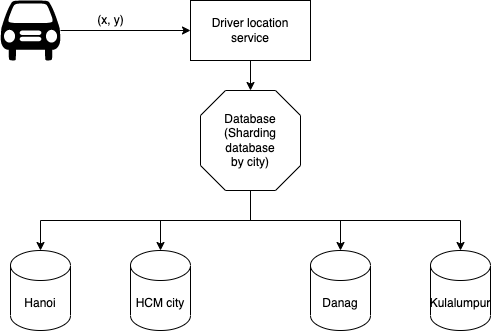 (x, y)
Driver location
service
Database
(Sharding
database
by city)
Hanoi
HCM city
Danag
Kulalumpur